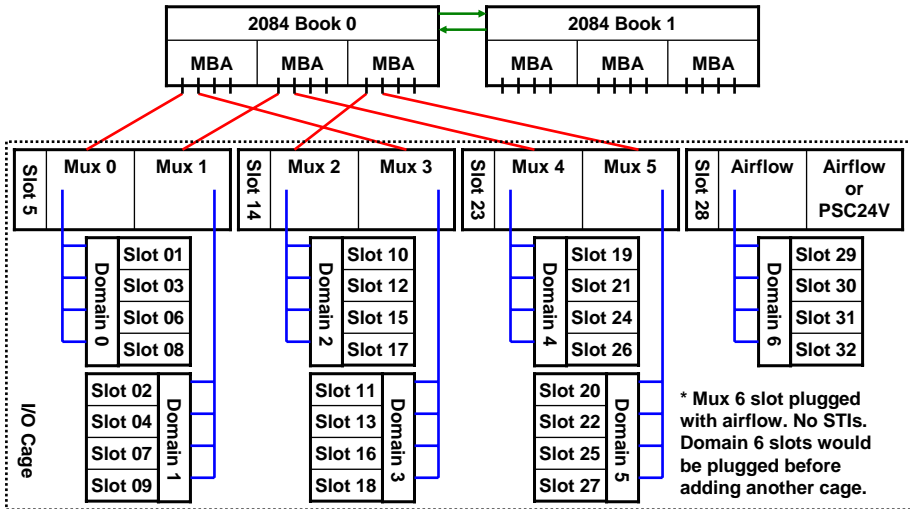 2084 Book 0
2084 Book 1
MBA
MBA
MBA
MBA
MBA
MBA
Slot 5
Mux 0
Mux 1
Slot 14
Mux 2
Mux 3
Slot 23
Mux 4
Mux 5
Slot 28
Airflow
Airflow
or
PSC24V
Domain 0
Slot 01
Slot 03
Slot 06
Slot 08
Domain 2
Slot 10
Slot 12
Slot 15
Slot 17
Domain 4
Slot 19
Slot 21
Slot 24
Slot 26
Domain 6
Slot 29
Slot 30
Slot 31
Slot 32
I/O Cage
Slot 02
Slot 04
Slot 07
Slot 09
Domain 1
Slot 11
Slot 13
Slot 16
Slot 18
Domain 3
Slot 20
Slot 22
Slot 25
Slot 27
Domain 5
* Mux 6 slot plugged
with airflow. No STIs.
Domain 6 slots would
be plugged before
adding another cage.